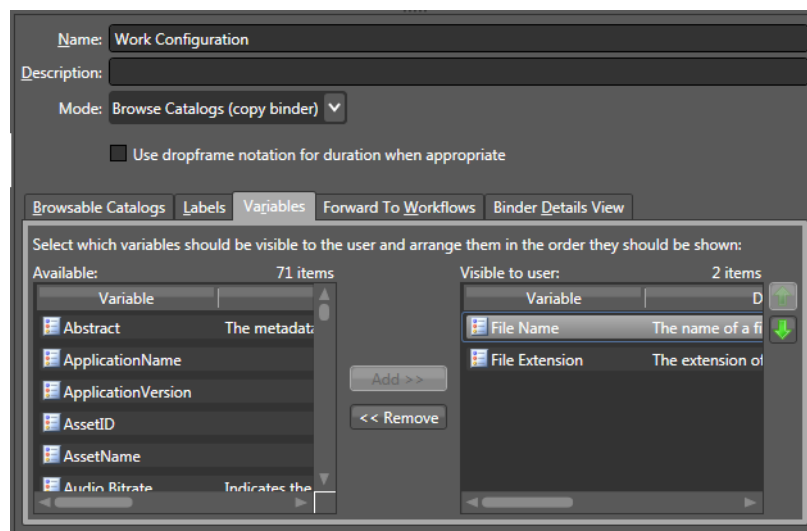 Name: Work Configuration
Description:
Mode: Browse Catalogs (copy binder)
Use dropframe notation for duration when appropriate
Browsable Catalogs Labels Variables Forward To Workflows Binder Details View
Select which variables should be visible to the user and arrange them in the order they should be shown:
Available: 71 items Visible to user: 2 items
Variable Variable D
Abstract The metadata File Name The name of a fi
ApplicationName File Extension The extension of
ApplicationVersion Add >>
AssetID << Remove
AssetName
Audio Bitrate Indicates the